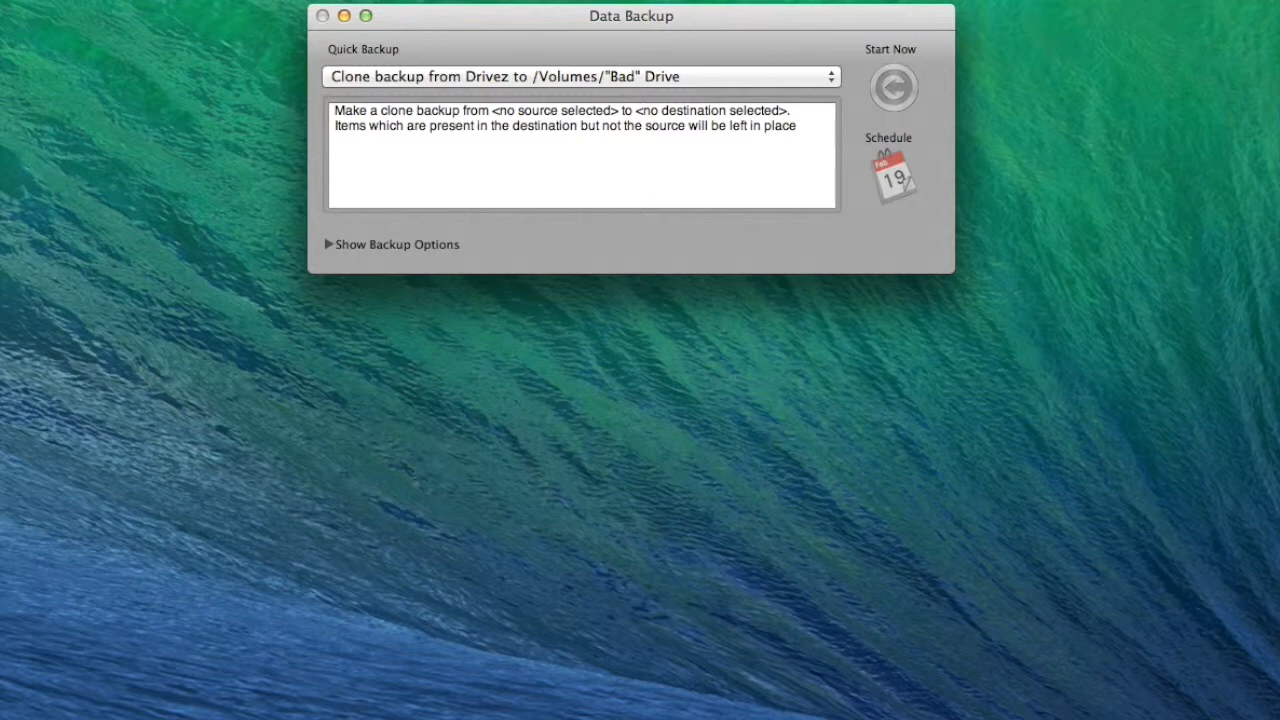 Data Backup
Quick Backup
Start Now
Clone backup from Drivez to /Volumes/"Bad" Drive
Make a clone backup from <no source selected> to <no destination selected>.
Items which are present in the destination but not the source will be left in place
Schedule
Feb
19
Show Backup Options